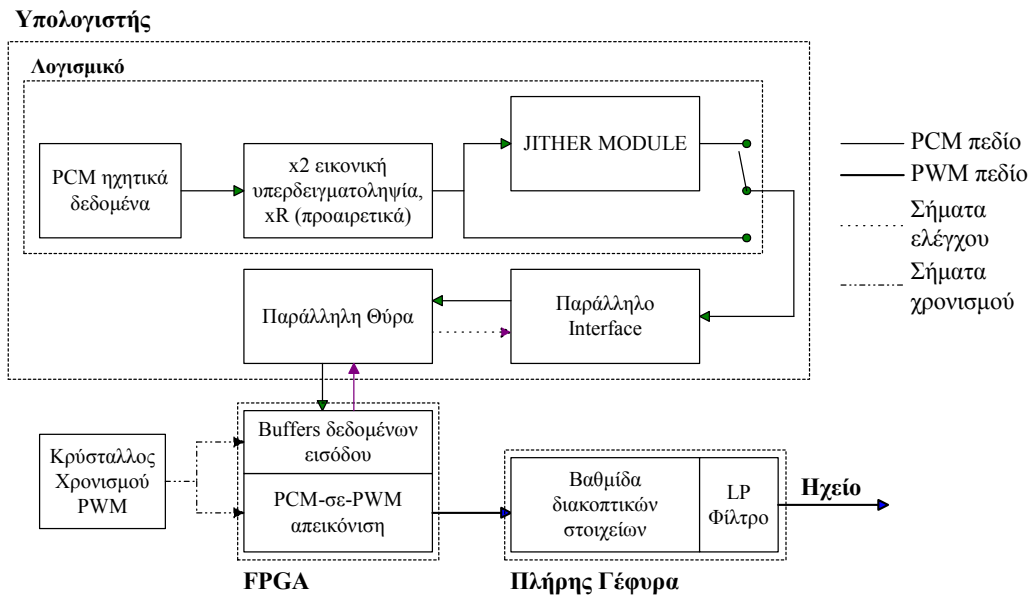 Υπολογιστής
Λογισμικό
PCM ηχητικά
δεδομένα
x2 εικονική
υπερδειγματοληψία,
xR (προαιρετικά)
JITHER MODULE
PCM πεδίο
PWM πεδίο
Σήματα
ελέγχου
Σήματα
χρονισμού
Παράλληλη Θύρα
Παράλληλο
Interface
Κρύσταλλος
Χρονισμού
PWM
Buffers δεδομένων
εισόδου
PCM-σε-PWM
απεικόνιση
FPGA
Βαθμίδα
διακοπτικών
στοιχείων
LP
Φίλτρο
Ηχείο
Πλήρης Γέφυρα